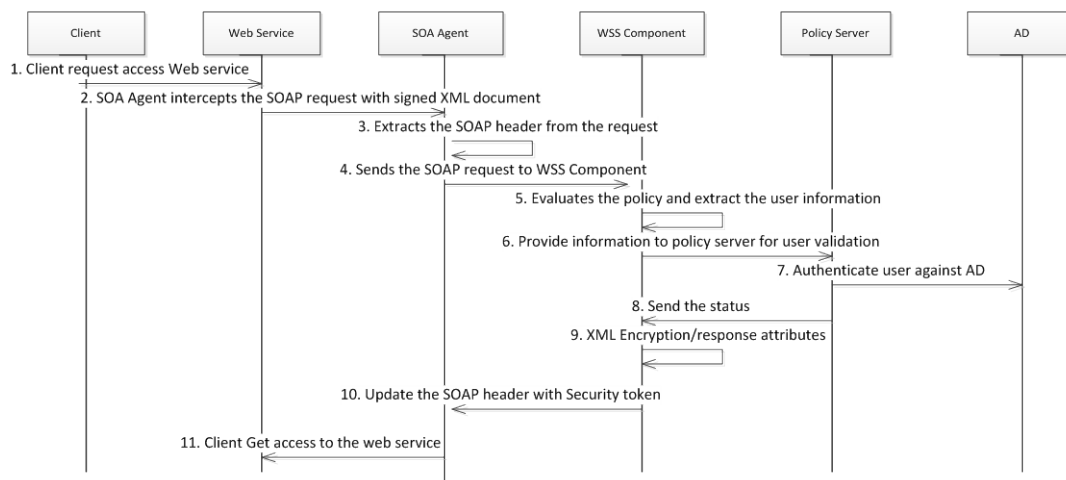 Client
Web Service
SOA Agent
WSS Component
Policy Server
AD
1. Client request access Web service
2. SOA Agent intercepts the SOAP request with signed XML document
3. Extracts the SOAP header from the request
4. Sends the SOAP request to WSS Component
5. Evaluates the policy and extract the user information
6. Provide information to policy server for user validation
7. Authenticate user against AD
8. Send the status
9. XML Encryption/response attributes
10. Update the SOAP header with Security token
11. Client Get access to the web service